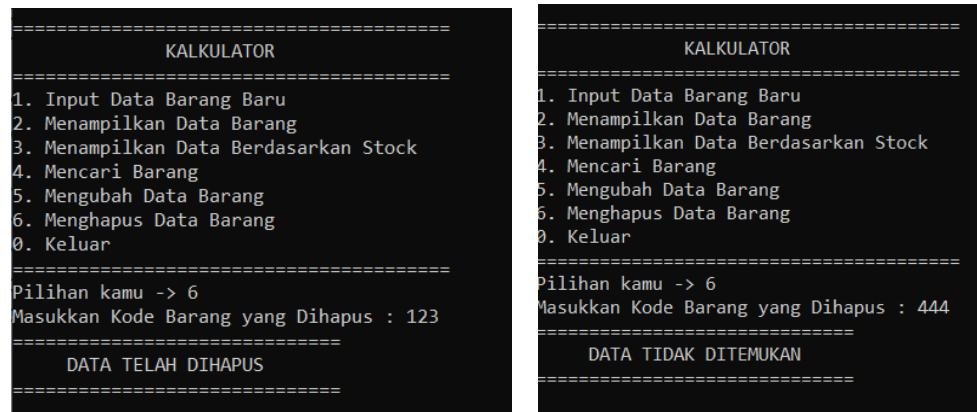 ========================================
KALKULATOR
========================================
1. Input Data Barang Baru
2. Menampilkan Data Barang
3. Menampilkan Data Berdasarkan Stock
4. Mencari Barang
5. Mengubah Data Barang
6. Menghapus Data Barang
0. Keluar
========================================
Pilihan kamu -> 6
Masukkan Kode Barang yang Dihapus : 123
==============================
DATA TELAH DIHAPUS
==============================
========================================
KALKULATOR
========================================
1. Input Data Barang Baru
2. Menampilkan Data Barang
3. Menampilkan Data Berdasarkan Stock
4. Mencari Barang
5. Mengubah Data Barang
6. Menghapus Data Barang
0. Keluar
========================================
Pilihan kamu -> 6
Masukkan Kode Barang yang Dihapus : 444
==============================
DATA TIDAK DITEMUKAN
==============================